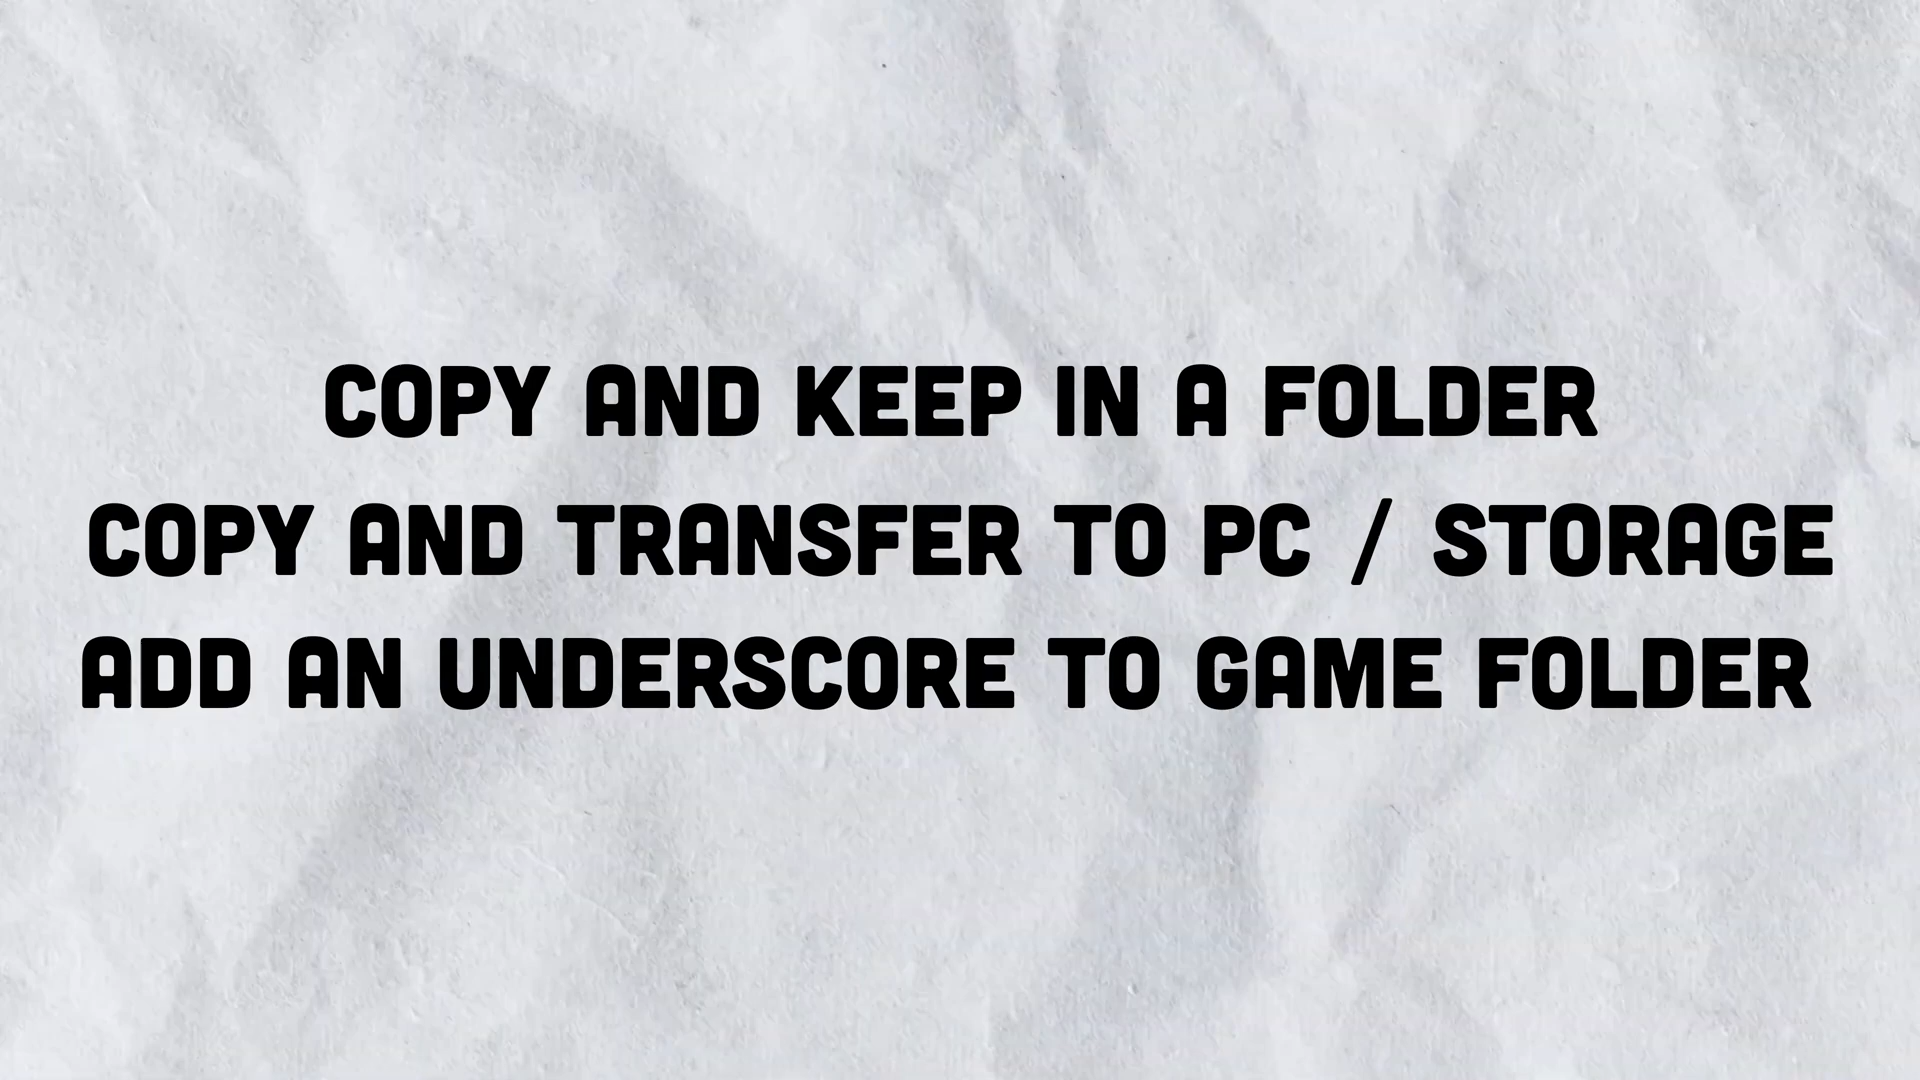 COPY AND KEEP IN A FOLDER
COPY AND TRANSFER TO PC / STORAGE
ADD AN UNDERSCORE TO GAME FOLDER